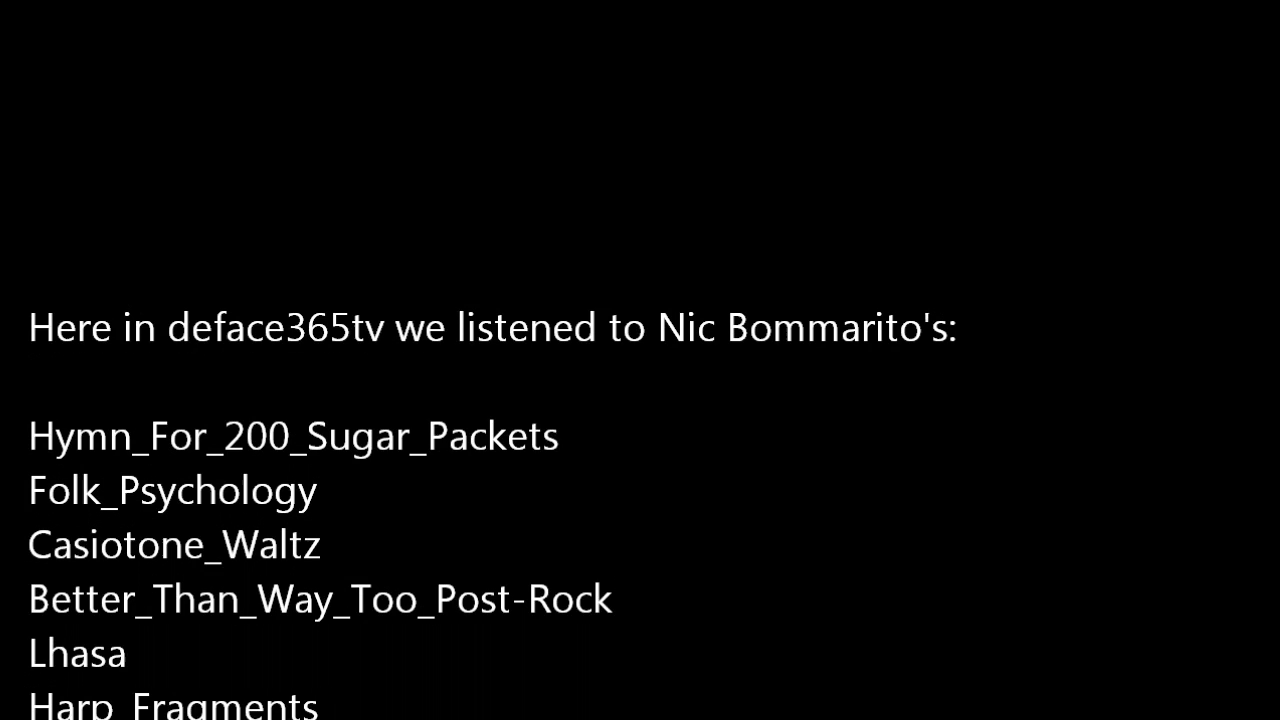 Here in deface365tv we listened to Nic Bommarito's:
Hymn_For_200_Sugar_Packets
Folk_Psychology
Casiotone_Waltz
Better_Than_Way_Too_Post-Rock
Lhasa
Harp_Fragments